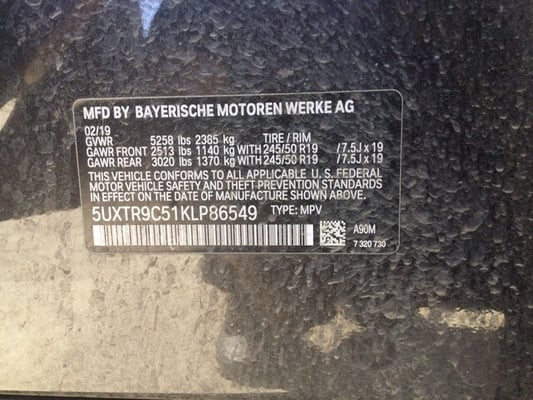 MFD BY BAYERISCHE MOTOREN WERKE AG
02/19
GVWR 5258 lbs 2385 kg TIRE / RIM
GAWR FRONT 2513 lbs 1140 kg WITH 245/50 R19 /7.5J x 19
GAWR REAR 3020 lbs 1370 kg WITH 245/50 R19 /7.5J x 19
THIS VEHICLE CONFORMS TO ALL APPLICABLE U. S. FEDERAL
MOTOR VEHICLE SAFETY, BUMPER, AND THEFT PREVENTION
STANDARDS IN EFFECT ON THE DATE OF MANUFACTURE SHOWN ABOVE.
5UXTR9C51KLP86549 TYPE: MPV
A90M
7 320 730